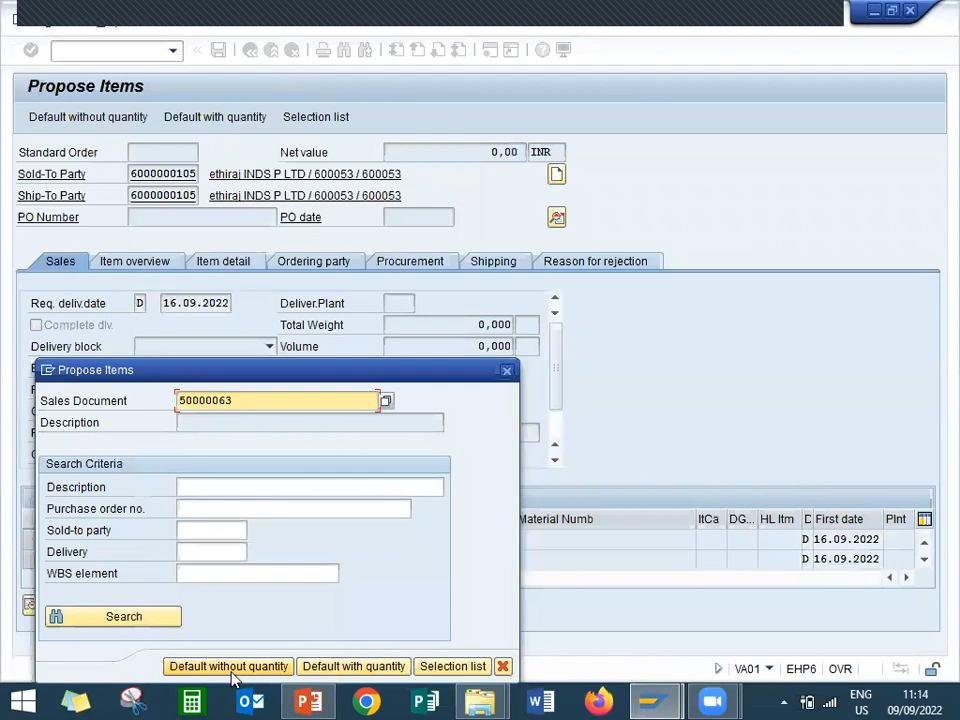 Propose Items
Default without quantity Default with quantity Selection list
Standard Order Net value 0,00 INR
Sold-To Party 6000000105 ethiraj INDS P LTD / 600053 / 600053
Ship-To Party 6000000105 ethiraj INDS P LTD / 600053 / 600053
PO Number PO date
Sales Item overview Item detail Ordering party Procurement Shipping Reason for rejection
Req. deliv.date D 16.09.2022 Deliver.Plant
Complete dlv. Total Weight 0,000
Delivery block Volume 0,000
Propose Items
Sales Document 50000063
Description
Search Criteria
Description
Purchase order no.
Sold-to party
Delivery
WBS element
Search
Default without quantity Default with quantity Selection list
Material Numb ItCa DG... HL Itm D First date Plnt
D 16.09.2022
D 16.09.2022
VA01 EHP6 OVR
ENG
US
11:14
09/09/2022